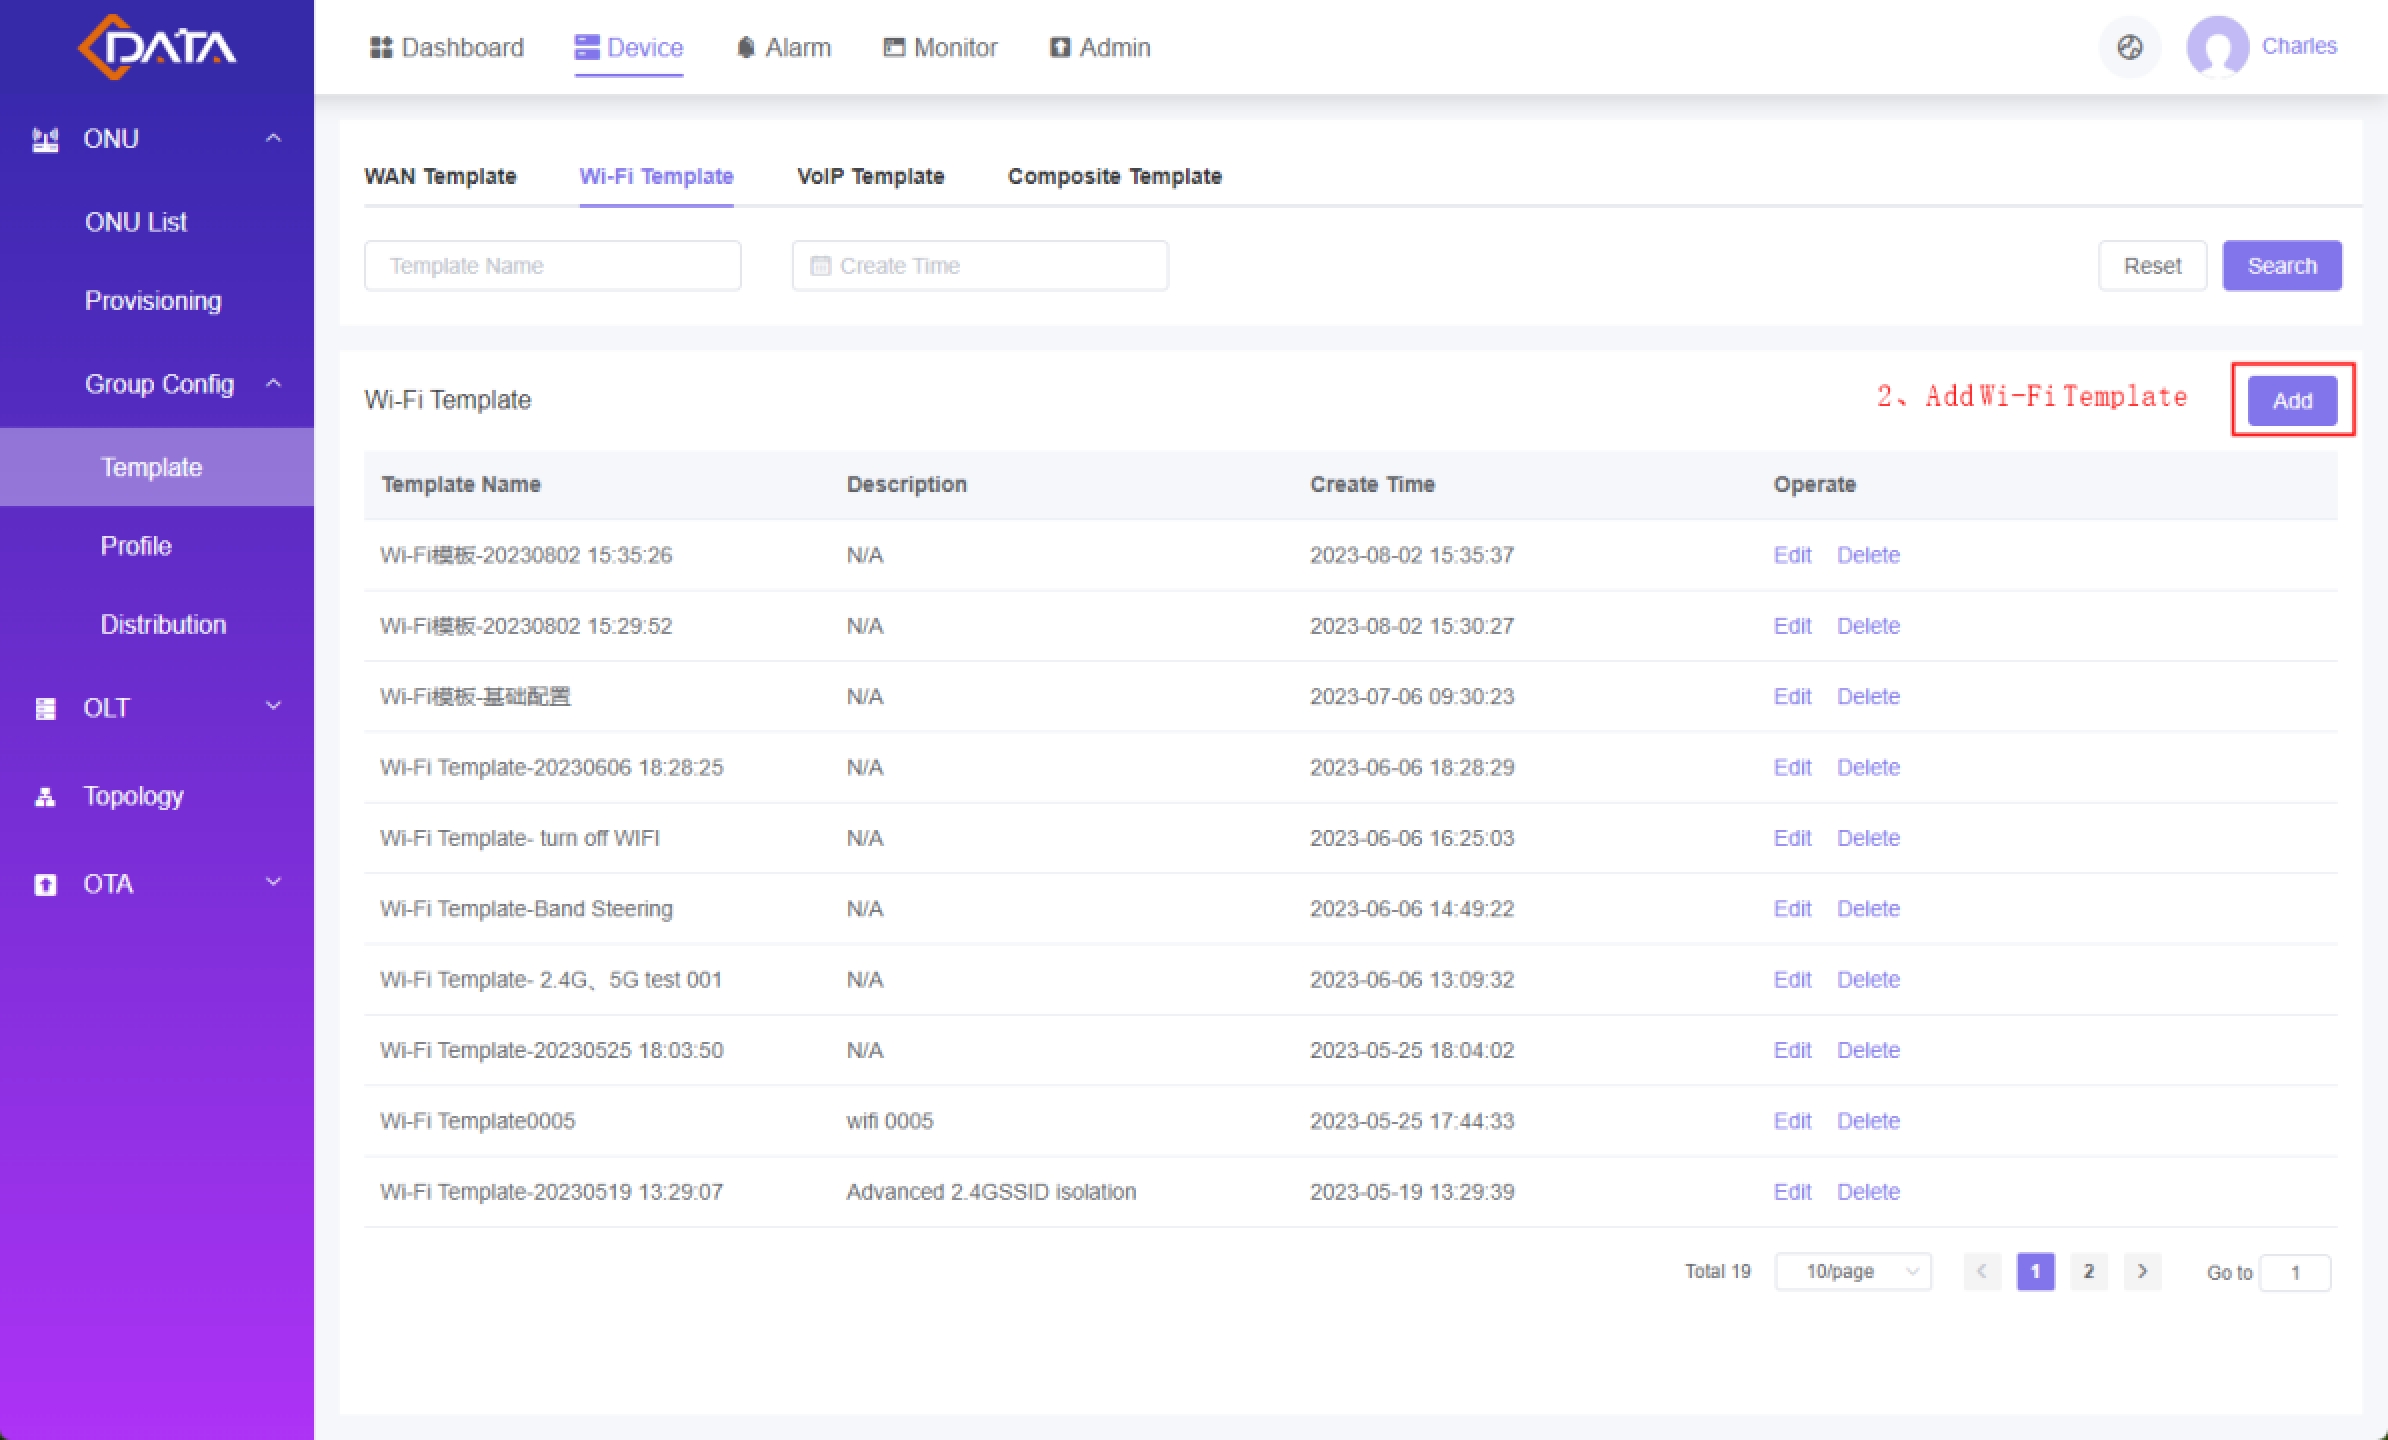 DATA
Dashboard Device Alarm Monitor Admin Charles
ONU
ONU List
Provisioning
Group Config
Template
Profile
Distribution
OLT
Topology
OTA
WAN Template Wi-Fi Template VoIP Template Composite Template
Template Name Create Time Reset Search
Wi-Fi Template 2、Add Wi-Fi Template Add
Template Name Description Create Time Operate
Wi-Fi模板-20230802 15:35:26 N/A 2023-08-02 15:35:37 Edit Delete
Wi-Fi模板-20230802 15:29:52 N/A 2023-08-02 15:30:27 Edit Delete
Wi-Fi模板-基础配置 N/A 2023-07-06 09:30:23 Edit Delete
Wi-Fi Template-20230606 18:28:25 N/A 2023-06-06 18:28:29 Edit Delete
Wi-Fi Template- turn off WIFI N/A 2023-06-06 16:25:03 Edit Delete
Wi-Fi Template-Band Steering N/A 2023-06-06 14:49:22 Edit Delete
Wi-Fi Template- 2.4G、5G test 001 N/A 2023-06-06 13:09:32 Edit Delete
Wi-Fi Template-20230525 18:03:50 N/A 2023-05-25 18:04:02 Edit Delete
Wi-Fi Template0005 wifi 0005 2023-05-25 17:44:33 Edit Delete
Wi-Fi Template-20230519 13:29:07 Advanced 2.4GSSID isolation 2023-05-19 13:29:39 Edit Delete
Total 19 10/page < 1 2 > Go to 1